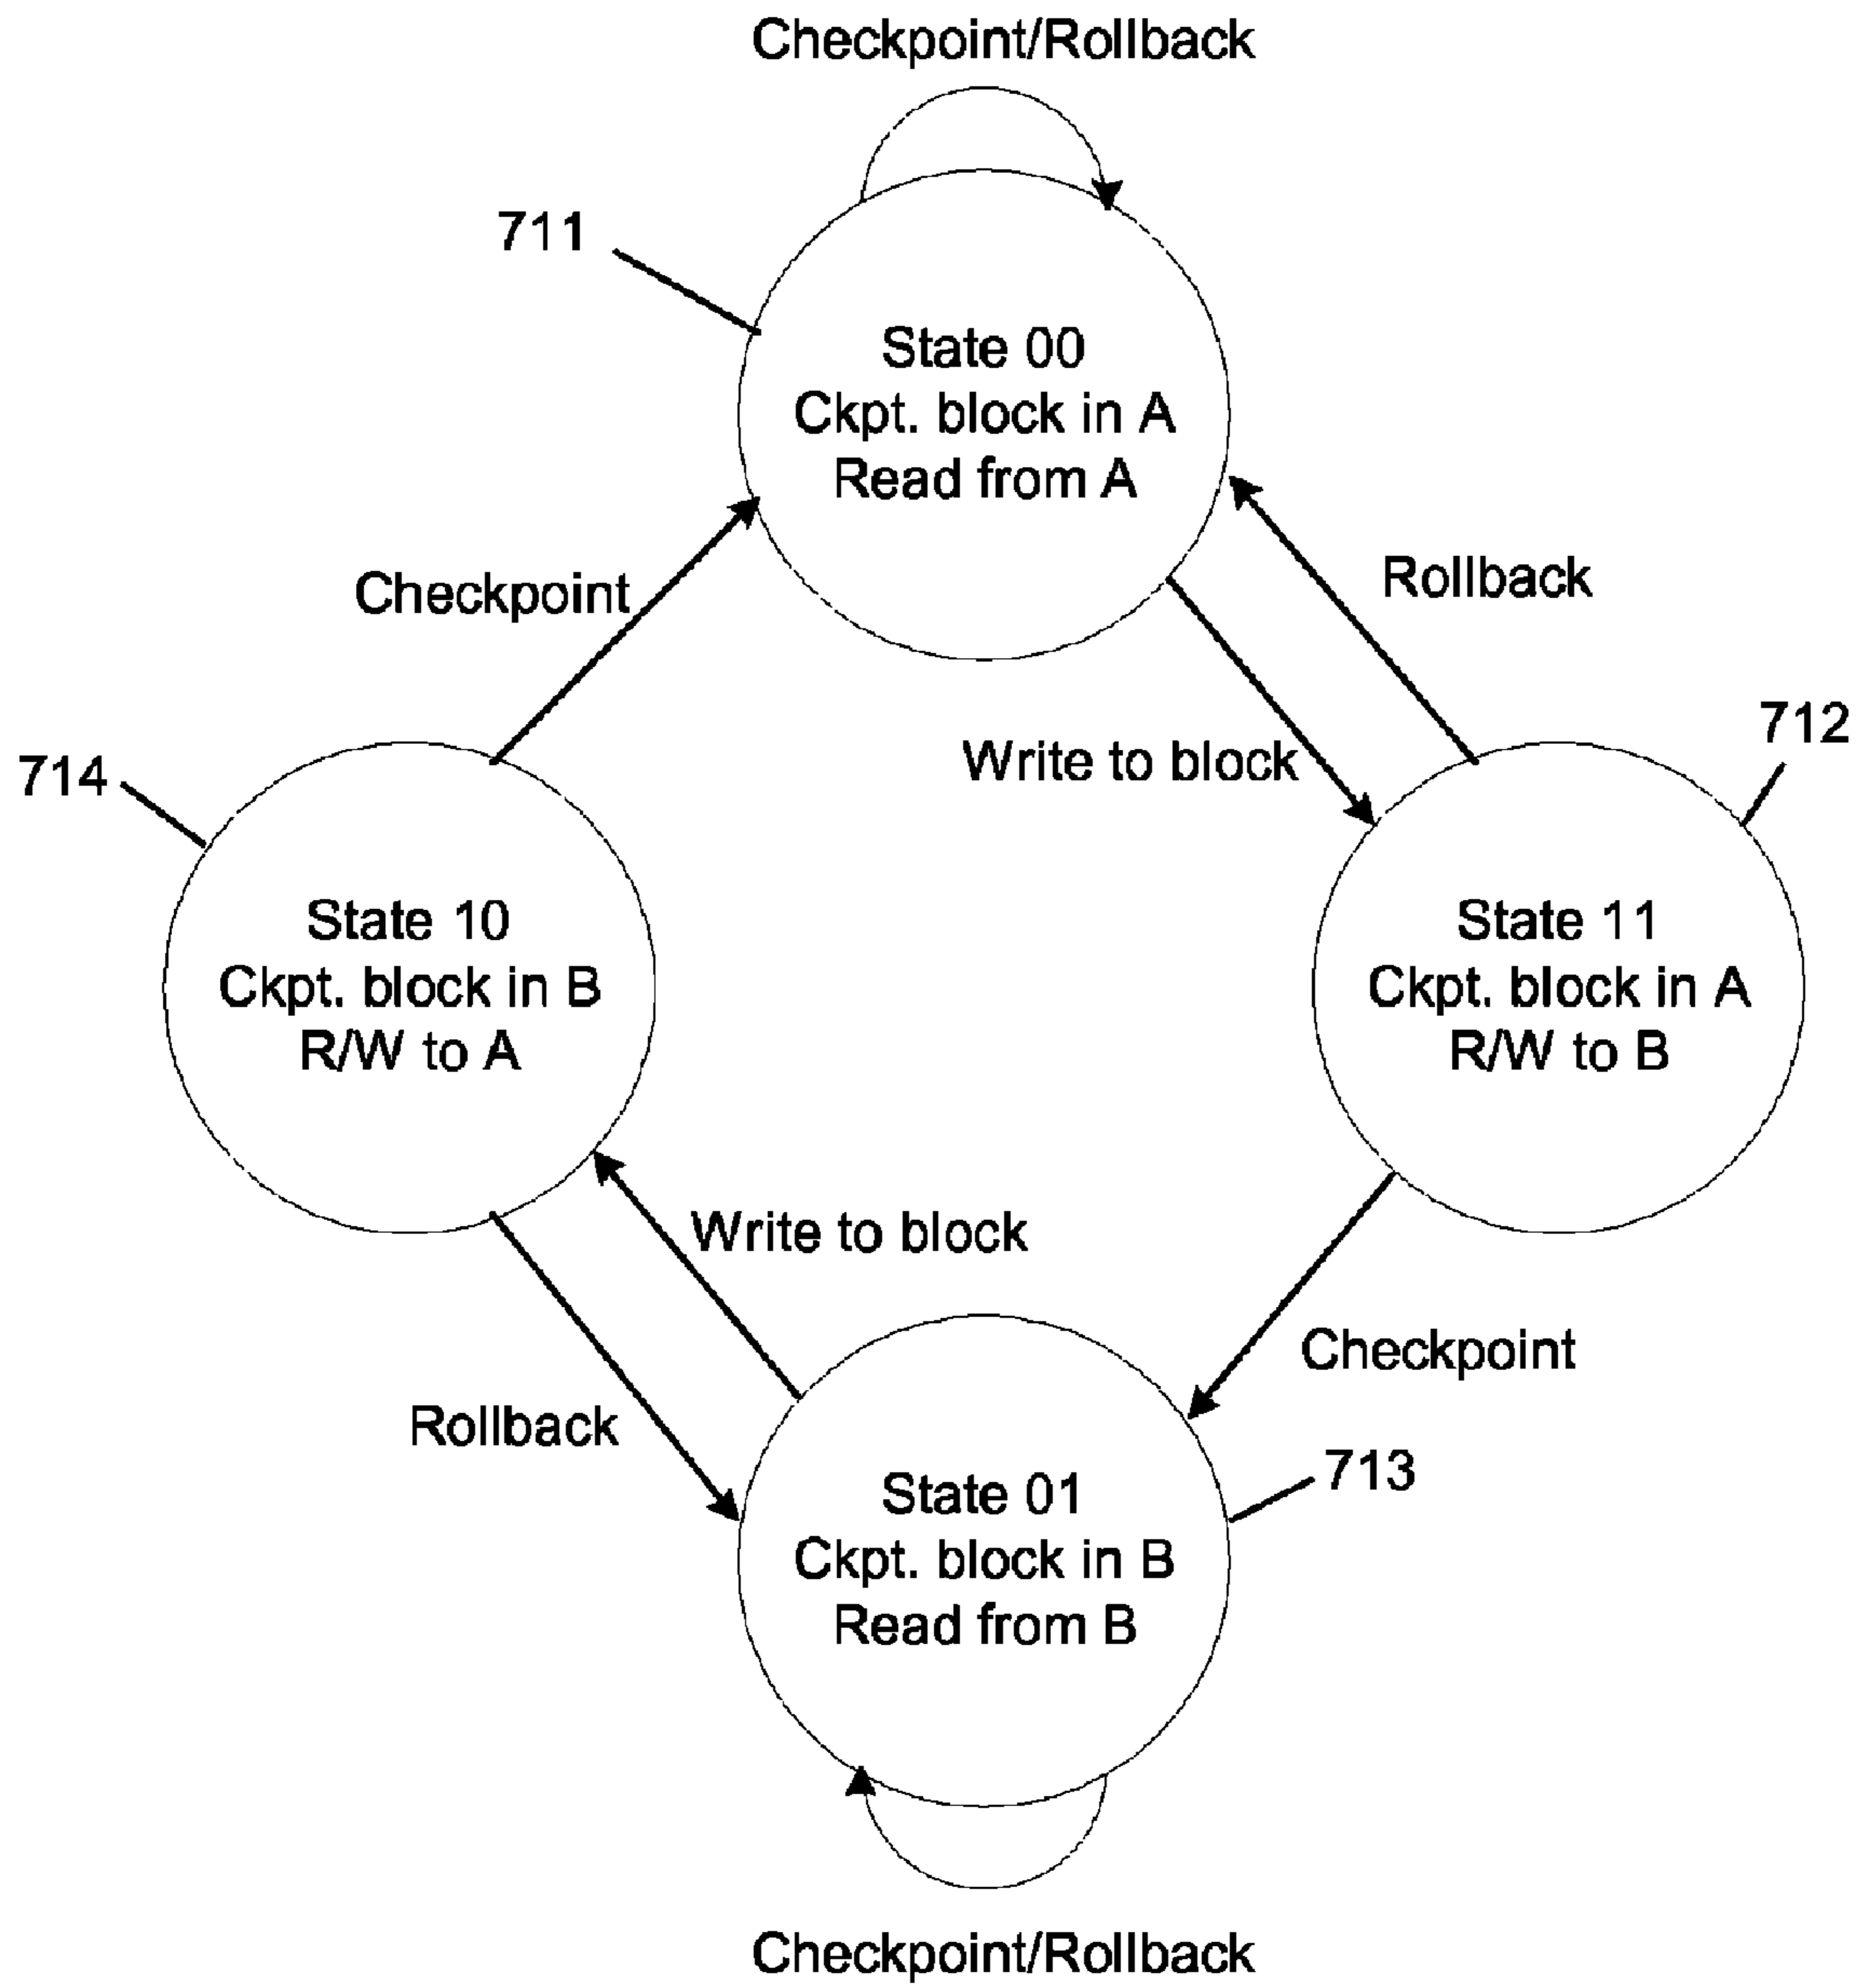 Checkpoint/Rollback
711
State 00
Ckpt. block in A
Read from A
Checkpoint
Rollback
Write to block
712
714
State 10
Ckpt. block in B
R/W to A
State 11
Ckpt. block in A
R/W to B
Write to block
Checkpoint
Rollback
713
State 01
Ckpt. block in B
Read from B
Checkpoint/Rollback